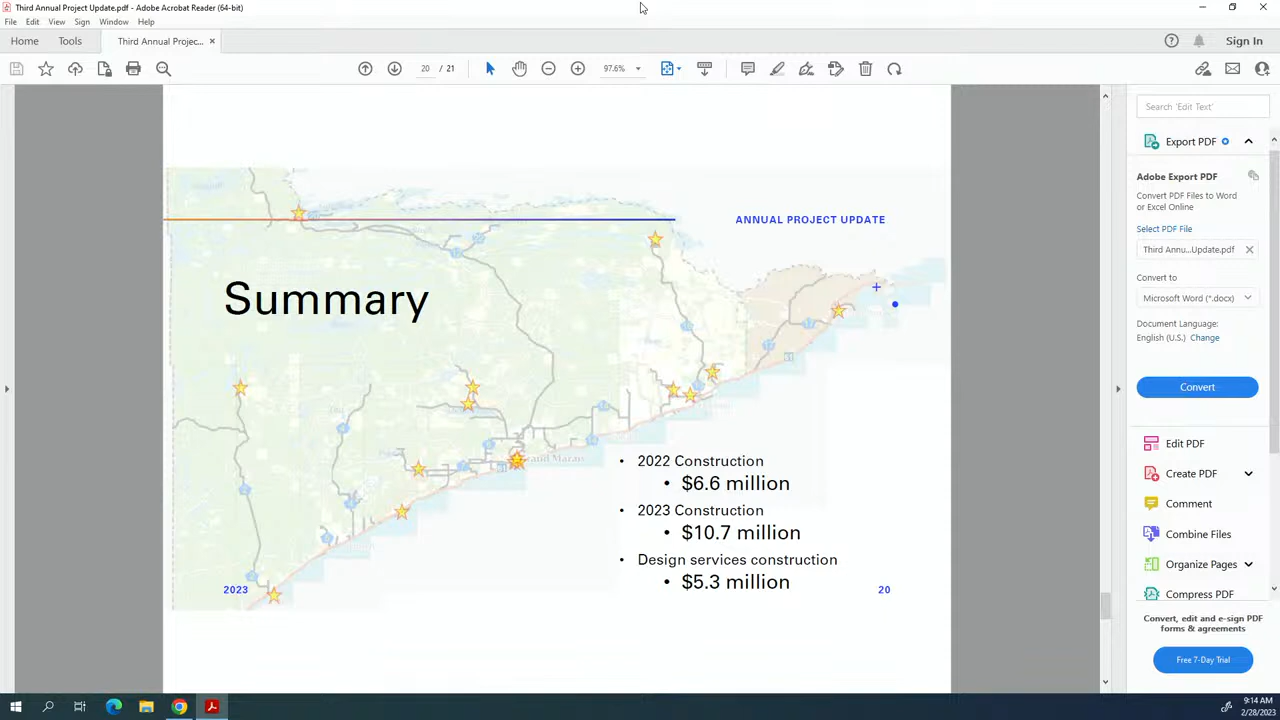 Third Annual Project Update.pdf - Adobe Acrobat Reader (64-bit)
File Edit View Sign Window Help
Home Tools Third Annual Projec... × Sign In
20 / 21 97.6%
Search 'Edit Text'
Export PDF
Adobe Export PDF
Convert PDF Files to Word
or Excel Online
Select PDF File
Third Annu...Update.pdf
Convert to
Microsoft Word (*.docx)
Document Language:
English (U.S.) Change
Convert
Edit PDF
Create PDF
Comment
Combine Files
Organize Pages
Compress PDF
Convert, edit and e-sign PDF
forms & agreements
Free 7-Day Trial
ANNUAL PROJECT UPDATE
Summary
Grand Marais
• 2022 Construction
• $6.6 million
• 2023 Construction
• $10.7 million
• Design services construction
• $5.3 million
2023 20
9:14 AM
2/28/2023